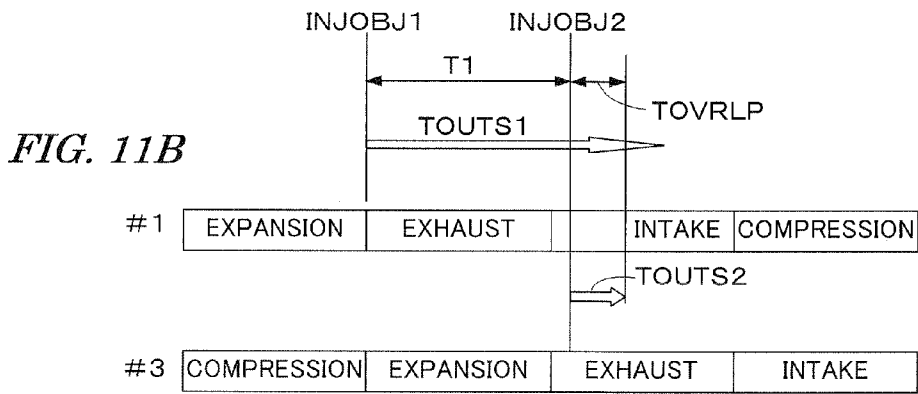 INJOBJ1 INJOBJ2
T1
TOVRLP
TOUTS1
FIG. 11B
#1 EXPANSION EXHAUST INTAKE COMPRESSION
TOUTS2
#3 COMPRESSION EXPANSION EXHAUST INTAKE